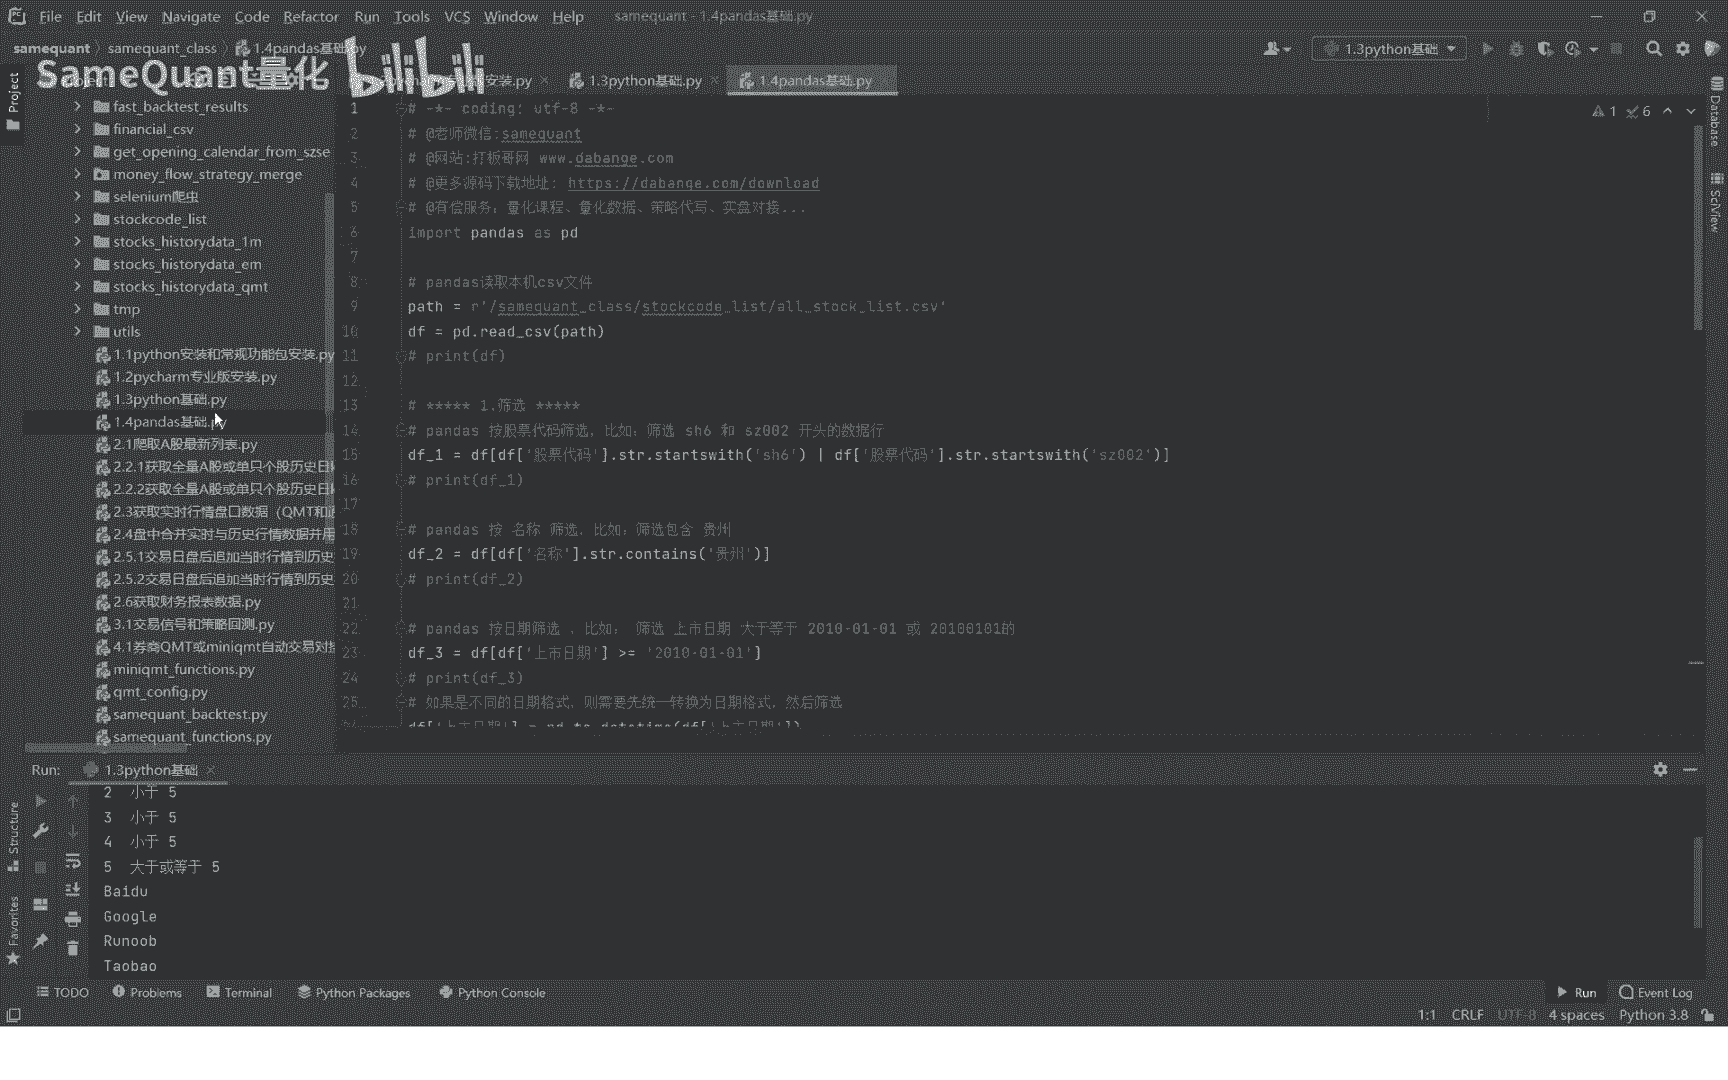 File Edit View Navigate Code Refactor Run Tools VCS Window Help samequant - 1.4pandas基础.py
samequant samequant_class 1.4pandas基础.py 1.3python基础
SameQuant量化 bilibili
安装.py 1.3python基础.py 1.4pandas基础.py
Project
fast_backtest_results
financial_csv
get_opening_calendar_from_szse
money_flow_strategy_merge
selenium爬虫
stockcode_list
stocks_historydata_1m
stocks_historydata_em
stocks_historydata_qmt
tmp
utils
1.1python安装和常规功能包安装.py
1.2pycharm专业版安装.py
1.3python基础.py
1.4pandas基础.py
2.1爬取A股最新列表.py
2.2.1获取全量A股或单只个股历史日
2.2.2获取全量A股或单只个股历史日
2.3获取实时行情盘口数据（QMT和
2.4盘中合并实时与历史行情数据并用
2.5.1交易日盘后追加当时行情到历史
2.5.2交易日盘后追加当时行情到历史
2.6获取财务报表数据.py
3.1交易信号和策略回测.py
4.1券商QMT或miniqmt自动交易对
miniqmt_functions.py
qmt_config.py
samequant_backtest.py
samequant_functions.py
1 # -*- coding: utf-8 -*-
2 # @老师微信:samequant
3 # @网站:打板哥网 www.dabange.com
4 # @更多源码下载地址: https://dabange.com/download
5 # @有偿服务：量化课程、量化数据、策略代写、实盘对接...
6 import pandas as pd
7
8 # pandas读取本机csv文件
9 path = r'/samequant_class/stockcode_list/all_stock_list.csv'
10 df = pd.read_csv(path)
11 # print(df)
12
13 # ***** 1.筛选 *****
14 # pandas 按股票代码筛选，比如：筛选 sh6 和 sz002 开头的数据行
15 df_1 = df[df['股票代码'].str.startswith('sh6') | df['股票代码'].str.startswith('sz002')]
16 # print(df_1)
17
18 # pandas 按 名称 筛选，比如：筛选包含 贵州
19 df_2 = df[df['名称'].str.contains('贵州')]
20 # print(df_2)
21
22 # pandas 按日期筛选 ，比如： 筛选 上市日期 大于等于 2010-01-01 或 20100101的
23 df_3 = df[df['上市日期'] >= '2010-01-01']
24 # print(df_3)
25 # 如果是不同的日期格式，则需要先统一转换为日期格式，然后筛选
df['上市日期'] = pd.to_datetime(df['上市日期'])
1 6
Database
SciView
Run: 1.3python基础
2 小于 5
3 小于 5
4 小于 5
5 大于或等于 5
Baidu
Google
Runoob
Taobao
Structure
Favorites
TODO Problems Terminal Python Packages Python Console Run Event Log
1:1 CRLF UTF-8 4 spaces Python 3.8